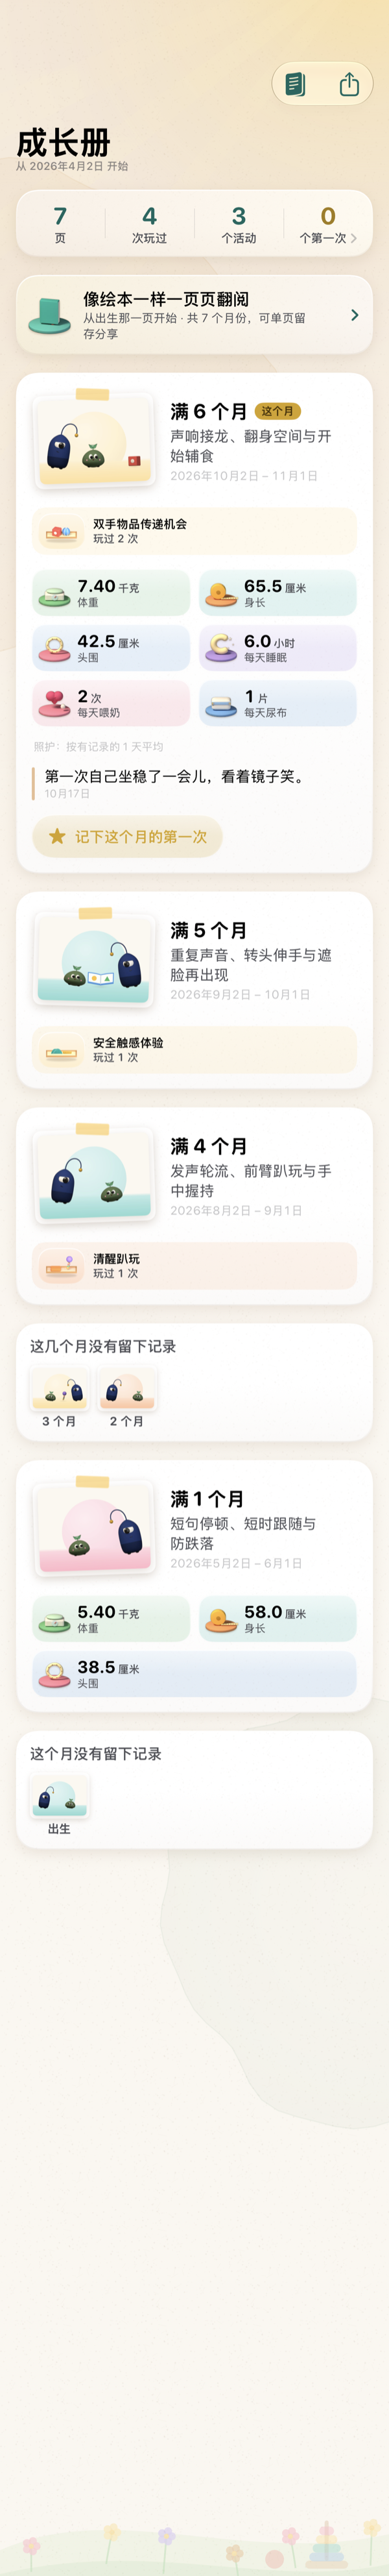 成长册
从 2026年4月2日 开始
7
页
4
次玩过
3
个活动
0
个第一次
像绘本一样一页页翻阅
从出生那一页开始 · 共 7 个月份，可单页留
存分享
满 6 个月 这个月
声响接龙、翻身空间与开
始辅食
2026年10月2日 – 11月1日
双手物品传递机会
玩过 2 次
7.40 千克
体重
65.5 厘米
身长
42.5 厘米
头围
6.0 小时
每天睡眠
2 次
每天喂奶
1 片
每天尿布
照护：按有记录的 1 天平均
第一次自己坐稳了一会儿，看着镜子笑。
10月17日
记下这个月的第一次
满 5 个月
重复声音、转头伸手与遮
脸再出现
2026年9月2日 – 10月1日
安全触感体验
玩过 1 次
满 4 个月
发声轮流、前臂趴玩与手
中握持
2026年8月2日 – 9月1日
清醒趴玩
玩过 1 次
这几个月没有留下记录
3 个月
2 个月
满 1 个月
短句停顿、短时跟随与
防跌落
2026年5月2日 – 6月1日
5.40 千克
体重
58.0 厘米
身长
38.5 厘米
头围
这个月没有留下记录
出生